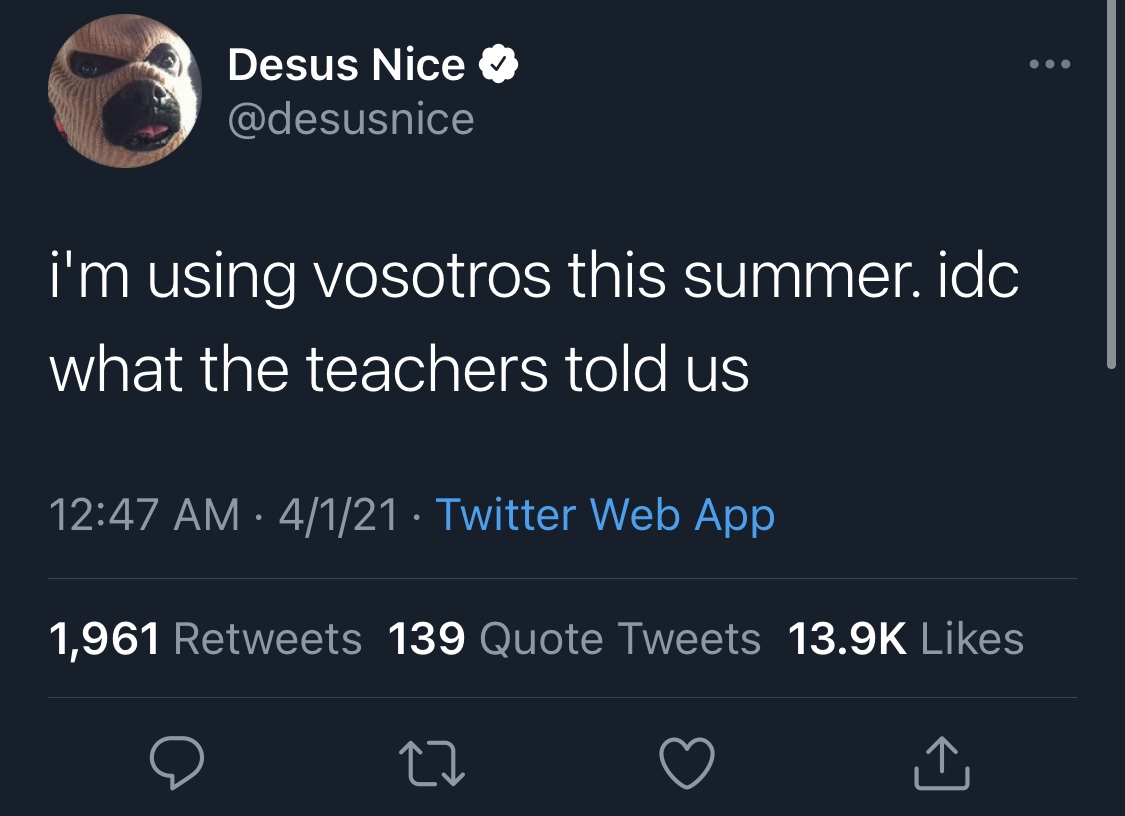 Desus Nice
@desusnice
i'm using vosotros this summer. idc
what the teachers told us
12:47 AM · 4/1/21 · Twitter Web App
1,961 Retweets 139 Quote Tweets 13.9K Likes